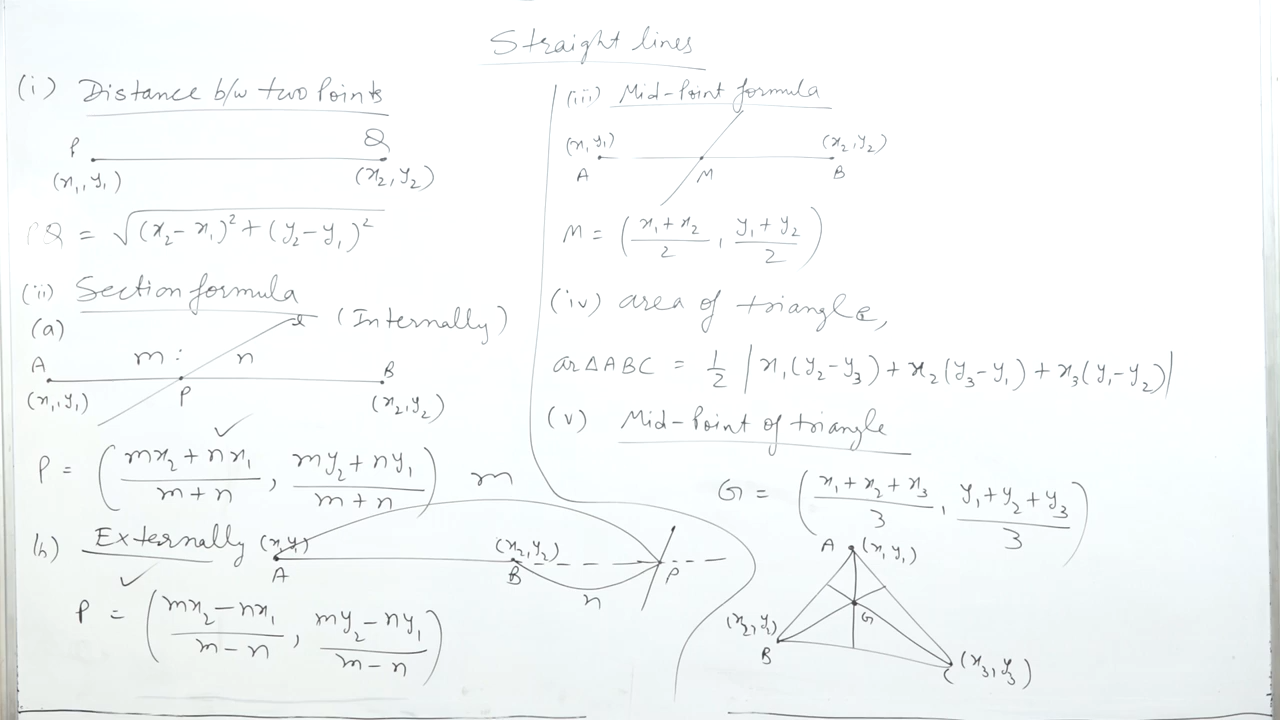 Straight lines
(i) Distance b/w two Points
P Q
(x₁, y₁) (x₂, y₂)
PQ = √((x₂ - x₁)² + (y₂ - y₁)²)
(ii) Section formula
(a) (Internally)
m : n
A P B
(x₁, y₁) (x₂, y₂)
P = ((mx₂ + nx₁)/(m + n), (my₂ + ny₁)/(m + n))
(b) Externally
m
(x₁, y₁) (x₂, y₂)
A B P
n
P = ((mx₂ - nx₁)/(m - n), (my₂ - ny₁)/(m - n))
(iii) Mid-Point formula
(x₁, y₁) (x₂, y₂)
A M B
M = ((x₁ + x₂)/2, (y₁ + y₂)/2)
(iv) area of triangle,
ar △ABC = 1/2 |x₁(y₂ - y₃) + x₂(y₃ - y₁) + x₃(y₁ - y₂)|
(v) Mid-Point of triangle
G = ((x₁ + x₂ + x₃)/3, (y₁ + y₂ + y₃)/3)
A (x₁, y₁)
G
(x₂, y₂)
B
C (x₃, y₃)